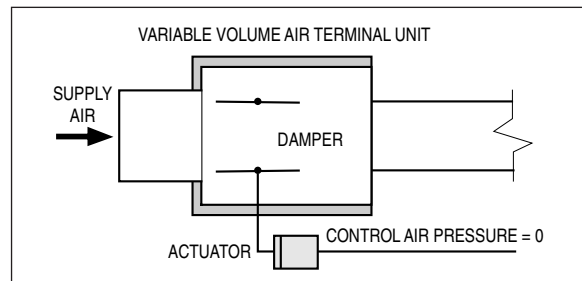 VARIABLE VOLUME AIR TERMINAL UNIT
SUPPLY
AIR
DAMPER
ACTUATOR
CONTROL AIR PRESSURE = 0